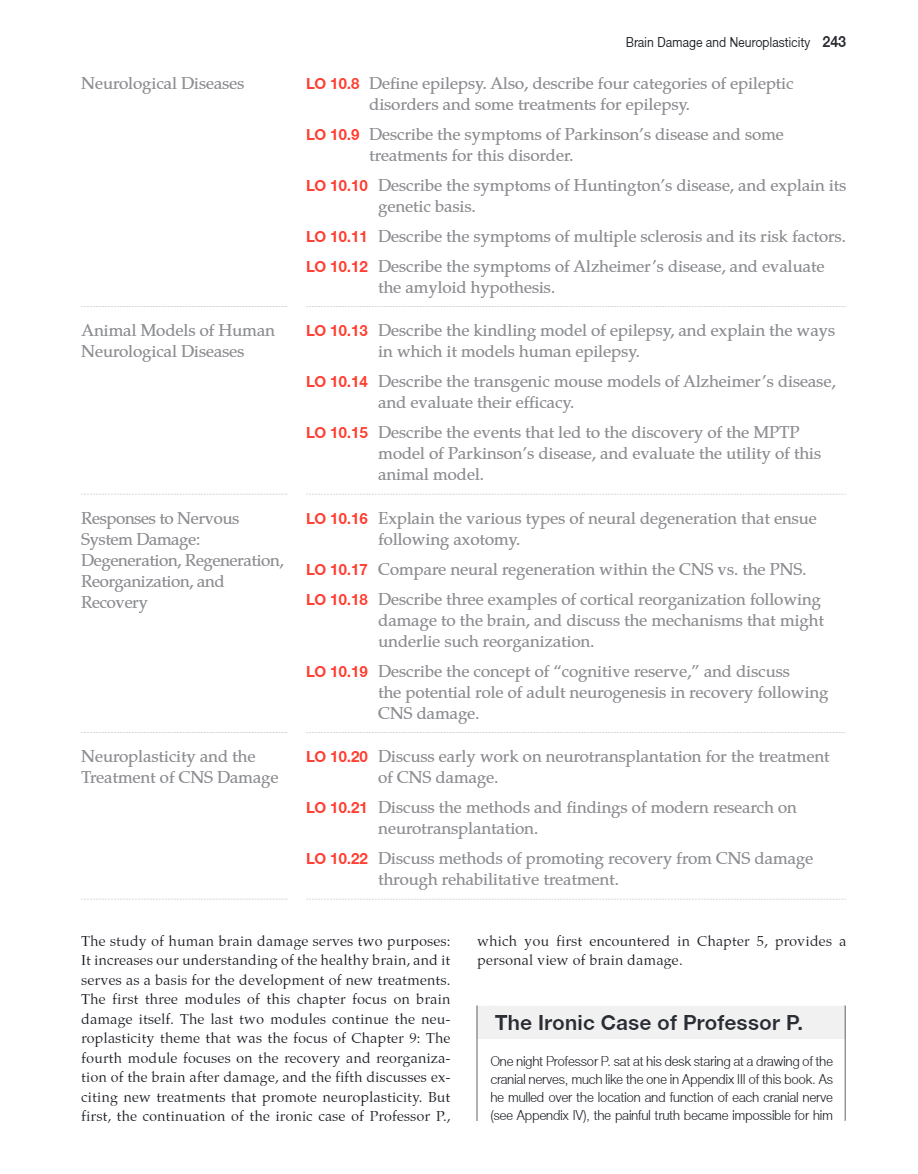 Brain Damage and Neuroplasticity 243
Neurological Diseases
LO 10.8 Define epilepsy. Also, describe four categories of epileptic
disorders and some treatments for epilepsy.
LO 10.9 Describe the symptoms of Parkinson’s disease and some
treatments for this disorder.
LO 10.10 Describe the symptoms of Huntington’s disease, and explain its
genetic basis.
LO 10.11 Describe the symptoms of multiple sclerosis and its risk factors.
LO 10.12 Describe the symptoms of Alzheimer’s disease, and evaluate
the amyloid hypothesis.
Animal Models of Human
Neurological Diseases
LO 10.13 Describe the kindling model of epilepsy, and explain the ways
in which it models human epilepsy.
LO 10.14 Describe the transgenic mouse models of Alzheimer’s disease,
and evaluate their efficacy.
LO 10.15 Describe the events that led to the discovery of the MPTP
model of Parkinson’s disease, and evaluate the utility of this
animal model.
Responses to Nervous
System Damage:
Degeneration, Regeneration,
Reorganization, and
Recovery
LO 10.16 Explain the various types of neural degeneration that ensue
following axotomy.
LO 10.17 Compare neural regeneration within the CNS vs. the PNS.
LO 10.18 Describe three examples of cortical reorganization following
damage to the brain, and discuss the mechanisms that might
underlie such reorganization.
LO 10.19 Describe the concept of “cognitive reserve,” and discuss
the potential role of adult neurogenesis in recovery following
CNS damage.
Neuroplasticity and the
Treatment of CNS Damage
LO 10.20 Discuss early work on neurotransplantation for the treatment
of CNS damage.
LO 10.21 Discuss the methods and findings of modern research on
neurotransplantation.
LO 10.22 Discuss methods of promoting recovery from CNS damage
through rehabilitative treatment.
The study of human brain damage serves two purposes:
It increases our understanding of the healthy brain, and it
serves as a basis for the development of new treatments.
The first three modules of this chapter focus on brain
damage itself. The last two modules continue the neu-
roplasticity theme that was the focus of Chapter 9: The
fourth module focuses on the recovery and reorganiza-
tion of the brain after damage, and the fifth discusses ex-
citing new treatments that promote neuroplasticity. But
first, the continuation of the ironic case of Professor P.,
which you first encountered in Chapter 5, provides a
personal view of brain damage.
The Ironic Case of Professor P.
One night Professor P. sat at his desk staring at a drawing of the
cranial nerves, much like the one in Appendix III of this book. As
he mulled over the location and function of each cranial nerve
(see Appendix IV), the painful truth became impossible for him